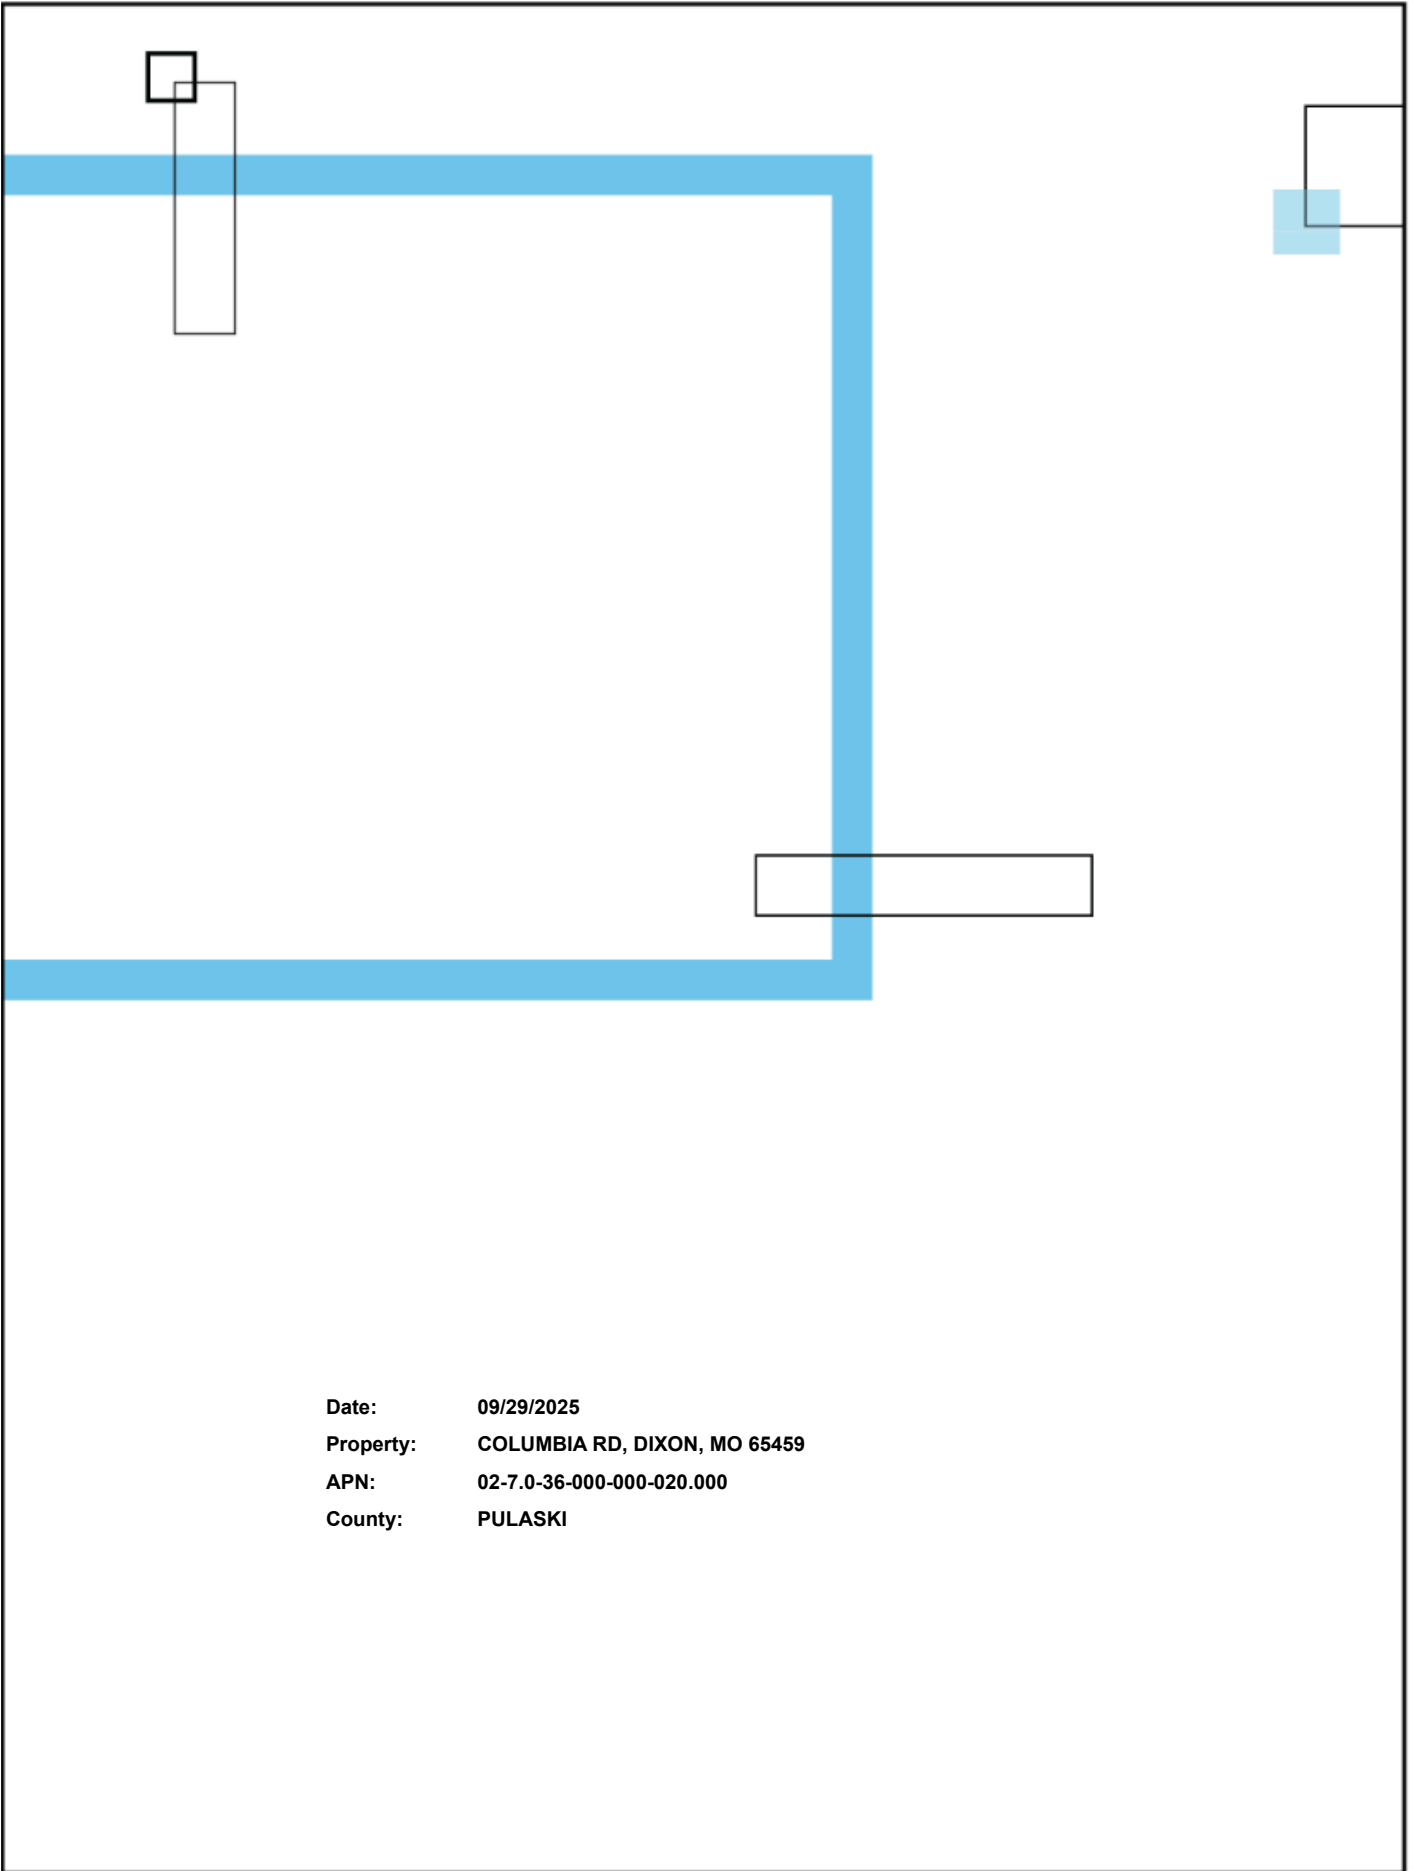 Date: 09/29/2025
Property: COLUMBIA RD, DIXON, MO 65459
APN: 02-7.0-36-000-000-020.000
County: PULASKI